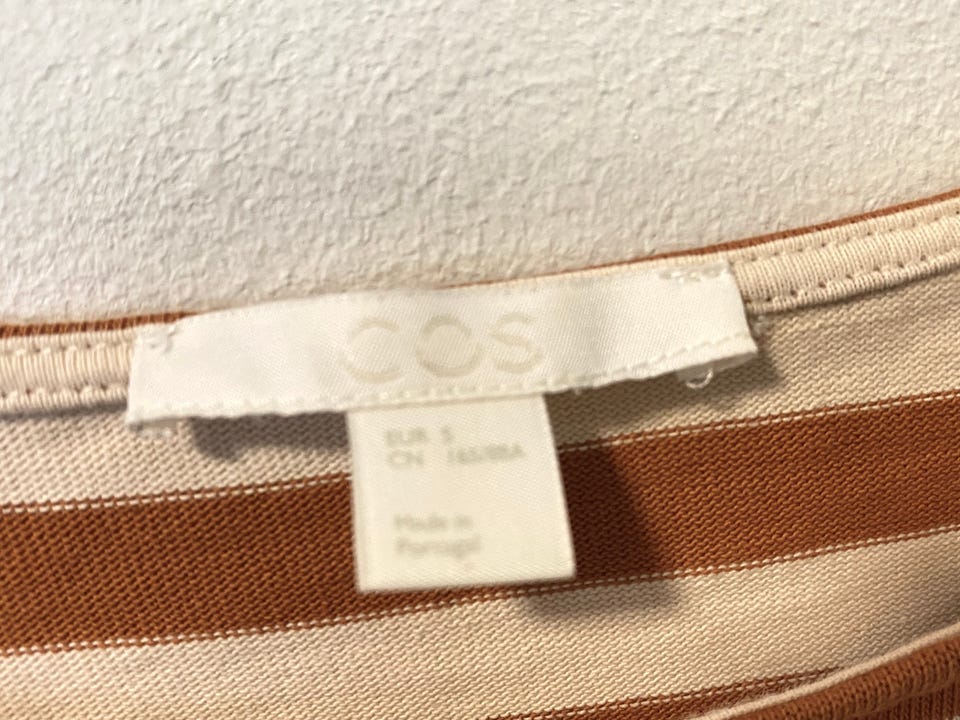 COS
EUR S
CN 165/88A
Made in
Portugal